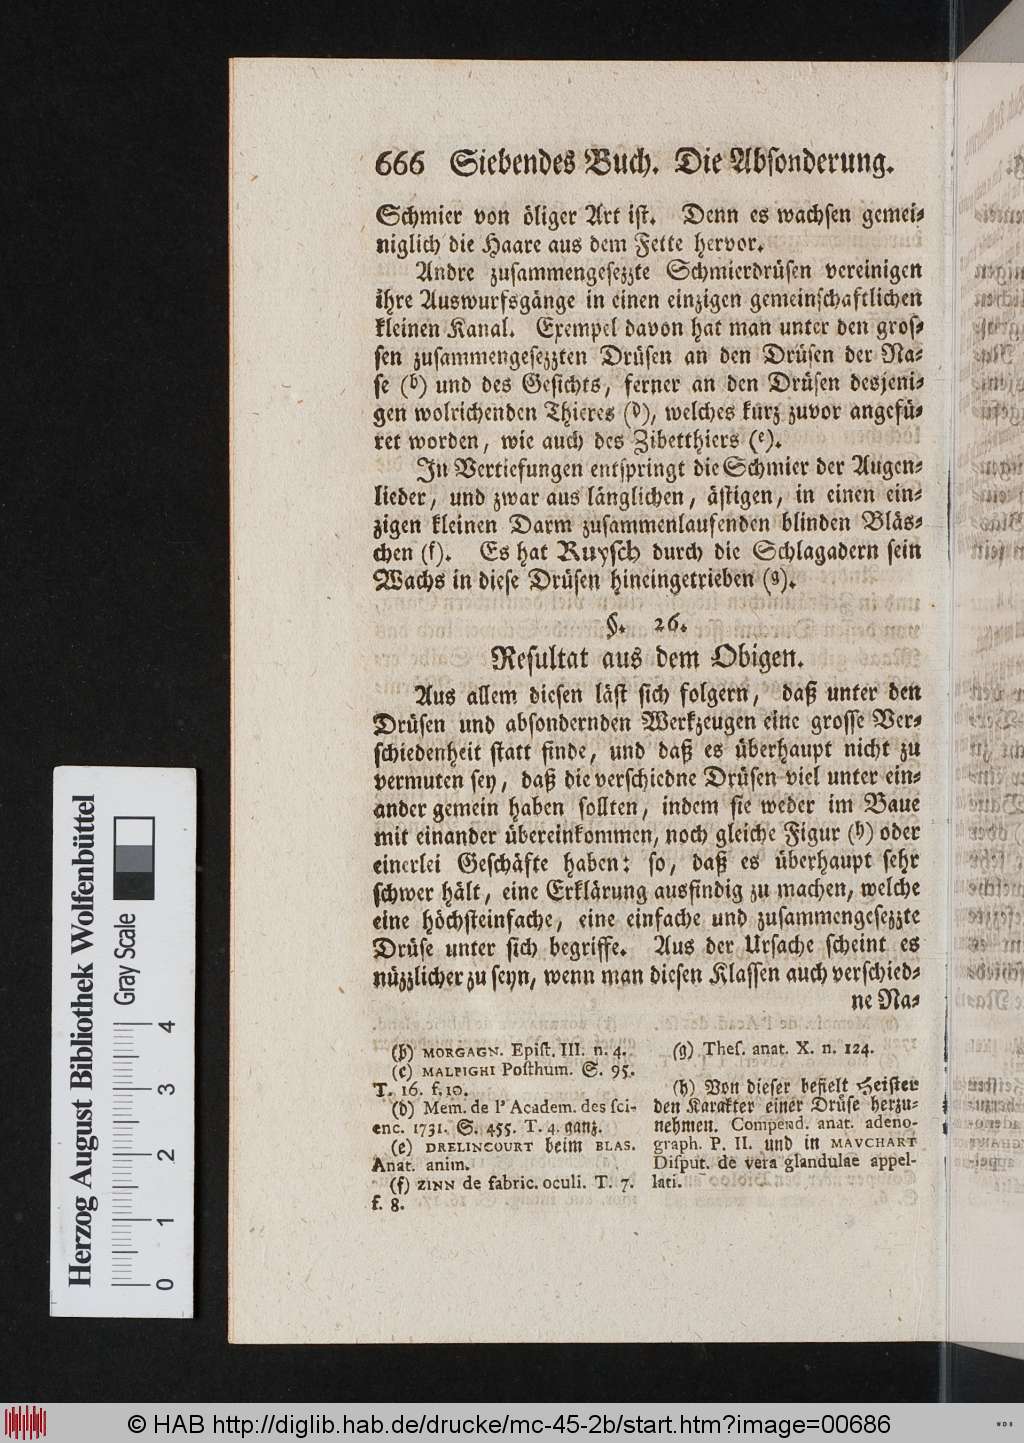 666 Siebendes Buch. Die Absonderung.
Schmier von öliger Art ist. Denn es wachsen gemei-
niglich die Haare aus dem Fette hervor.
Andre zusammengesezzte Schmierdrüsen vereinigen
ihre Auswurfsgänge in einen einzigen gemeinschaftlichen
kleinen Kanal. Exempel davon hat man unter den gros-
sen zusammengesezzten Drüsen an den Drüsen der Na-
se (b) und des Gesichts, ferner an den Drüsen desjeni-
gen wolrichenden Thieres (d), welches kurz zuvor angefü-
ret worden, wie auch des Zibetthiers (e).
In Vertiefungen entspringt die Schmier der Augen-
lieder, und zwar aus länglichen, ästigen, in einen ein-
zigen kleinen Darm zusammenlaufenden blinden Bläs-
chen (f). Es hat Ruysch durch die Schlagadern sein
Wachs in diese Drüsen hineingetrieben (g).
§. 26.
Resultat aus dem Obigen.
Aus allem diesen läst sich folgern, daß unter den
Drüsen und absondernden Werkzeugen eine grosse Ver-
schiedenheit statt finde, und daß es überhaupt nicht zu
vermuten sey, daß die verschiedne Drüsen viel unter ein-
ander gemein haben sollten, indem sie weder im Baue
mit einander übereinkommen, noch gleiche Figur (h) oder
einerlei Geschäfte haben: so, daß es überhaupt sehr
schwer hält, eine Erklärung ausfindig zu machen, welche
eine höchsteinfache, eine einfache und zusammengesezzte
Drüse unter sich begriffe. Aus der Ursache scheint es
nüzzlicher zu seyn, wenn man diesen Klassen auch verschied-
ne Na-
(b) MORGAGN. Epist. III. n. 4.
(c) MALPIGHI Posthum. S. 95.
T. 16. f. 10.
(d) Mem. de l' Academ. des sci-
enc. 1731. S. 455. T. 4. ganz.
(e) DRELINCOURT beim BLAS.
Anat. anim.
(f) ZINN de fabric. oculi. T. 7.
f. 8.
(g) Thes. anat. X. n. 124.
(h) Von dieser befielt Heister
den Karakter einer Drüse herzu-
nehmen. Compend. anat. adeno-
graph. P. II. und in MAVCHART
Disput. de vera glandulae appel-
lati.
Herzog August Bibliothek Wolfenbüttel
Gray Scale
0 1 2 3 4
© HAB http://diglib.hab.de/drucke/mc-45-2b/start.htm?image=00686